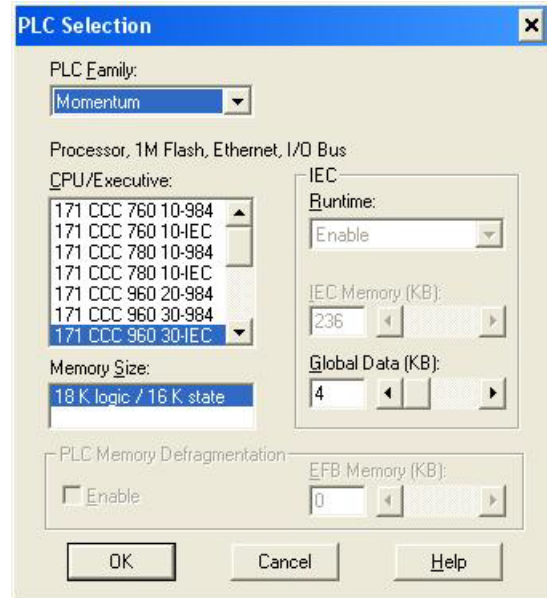 PLC Selection
PLC Family:
Momentum
Processor, 1M Flash, Ethernet, I/O Bus
CPU/Executive:
171 CCC 760 10-984
171 CCC 760 10-IEC
171 CCC 780 10-984
171 CCC 780 10-IEC
171 CCC 960 20-984
171 CCC 960 30-984
171 CCC 960 30-IEC
Memory Size:
18 K logic / 16 K state
IEC
Runtime:
Enable
IEC Memory (KB):
236
Global Data (KB):
4
PLC Memory Defragmentation
Enable
EFB Memory (KB):
0
OK
Cancel
Help